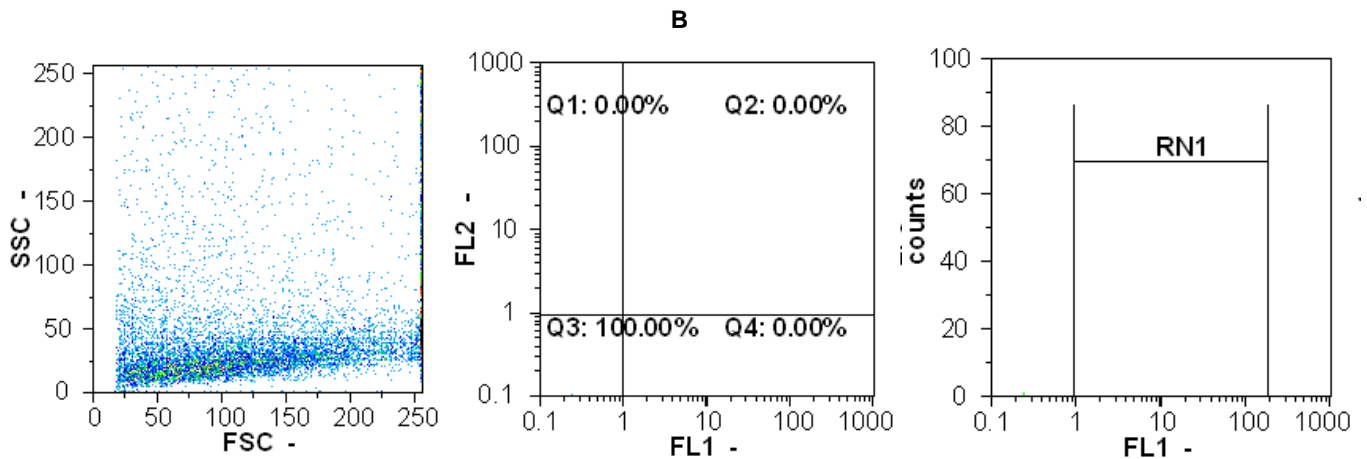 B
SSC -
250
200
150
100
50
0
0 50 100 150 200 250
FSC -
FL2 -
1000
100
10
1
0.1
Q1: 0.00% Q2: 0.00%
Q3: 100.00% Q4: 0.00%
0.1 1 10 100 1000
FL1 -
counts
100
80
60
40
20
0
RN1
0.1 1 10 100 1000
FL1 -